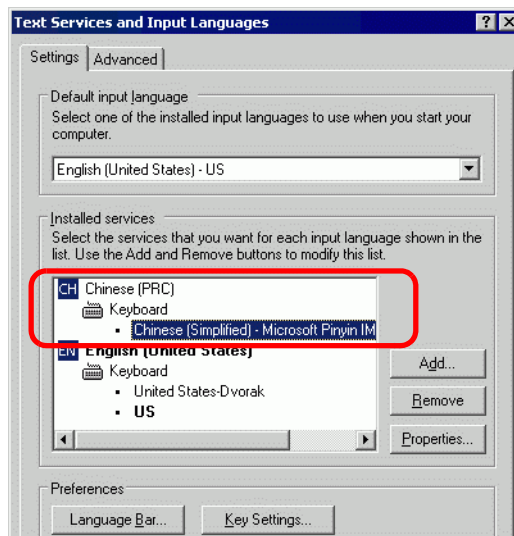 Text Services and Input Languages
Settings
Advanced
Default input language
Select one of the installed input languages to use when you start your
computer.
English (United States) - US
Installed services
Select the services that you want for each input language shown in the
list. Use the Add and Remove buttons to modify this list.
CH Chinese (PRC)
Keyboard
Chinese (Simplified) - Microsoft Pinyin IM
EN English (United States)
Keyboard
United States-Dvorak
US
Add...
Remove
Properties...
Preferences
Language Bar...
Key Settings...